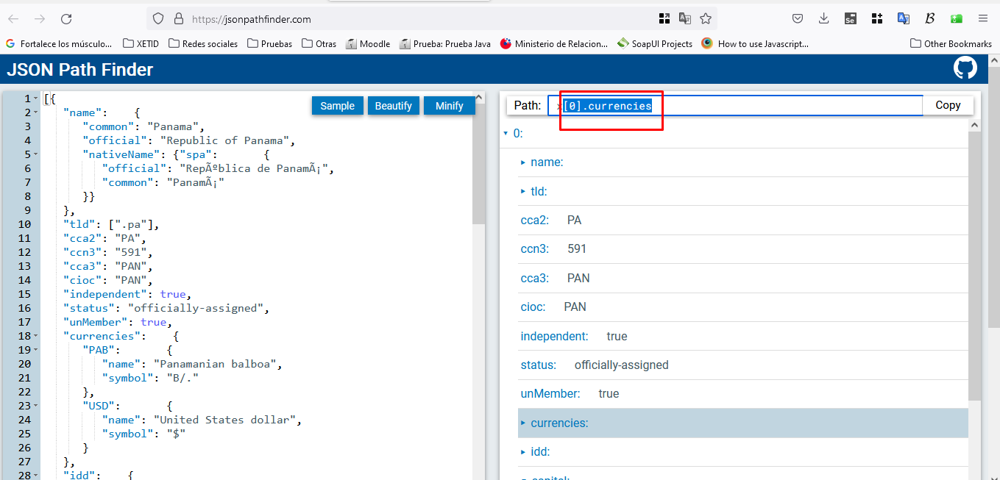 https://jsonpathfinder.com
Fortalece los músculo...
XETID
Redes sociales
Pruebas
Otras
Moodle
Prueba: Prueba Java
Ministerio de Relacion...
SoapUI Projects
How to use Javascript...
Other Bookmarks
JSON Path Finder
Sample
Beautify
Minify
1 [{
2 "name": {
3 "common": "Panama",
4 "official": "Republic of Panama",
5 "nativeName": {"spa": {
6 "official": "RepÃºblica de PanamÃ¡",
7 "common": "PanamÃ¡"
8 }}
9 },
10 "tld": [".pa"],
11 "cca2": "PA",
12 "ccn3": "591",
13 "cca3": "PAN",
14 "cioc": "PAN",
15 "independent": true,
16 "status": "officially-assigned",
17 "unMember": true,
18 "currencies": {
19 "PAB": {
20 "name": "Panamanian balboa",
21 "symbol": "B/."
22 },
23 "USD": {
24 "name": "United States dollar",
25 "symbol": "$"
26 }
27 },
28 "idd": {
Path: x[0].currencies Copy
0:
name:
tld:
cca2: PA
ccn3: 591
cca3: PAN
cioc: PAN
independent: true
status: officially-assigned
unMember: true
currencies:
idd:
capital: